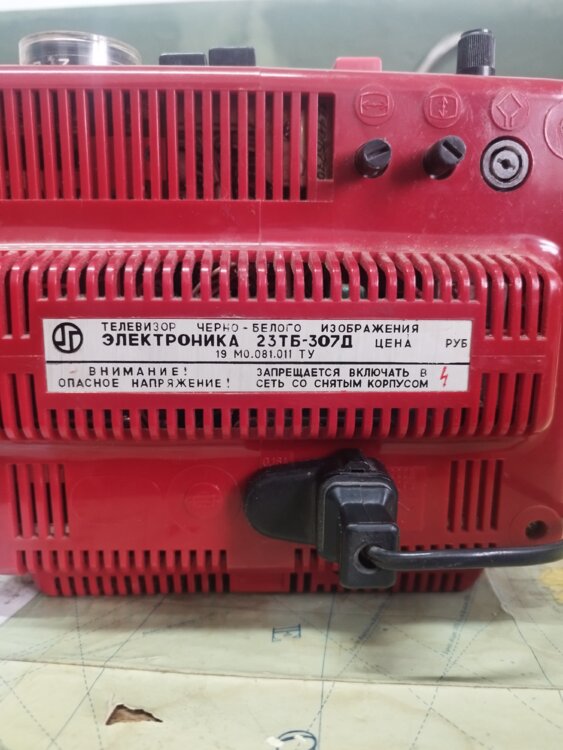 ТЕЛЕВИЗОР ЧЕРНО-БЕЛОГО ИЗОБРАЖЕНИЯ
ЭЛЕКТРОНИКА 23ТБ-307Д ЦЕНА РУБ
19 МО.081.011 ТУ
ВНИМАНИЕ!
ОПАСНОЕ НАПРЯЖЕНИЕ!
ЗАПРЕЩАЕТСЯ ВКЛЮЧАТЬ В
СЕТЬ СО СНЯТЫМ КОРПУСОМ
E